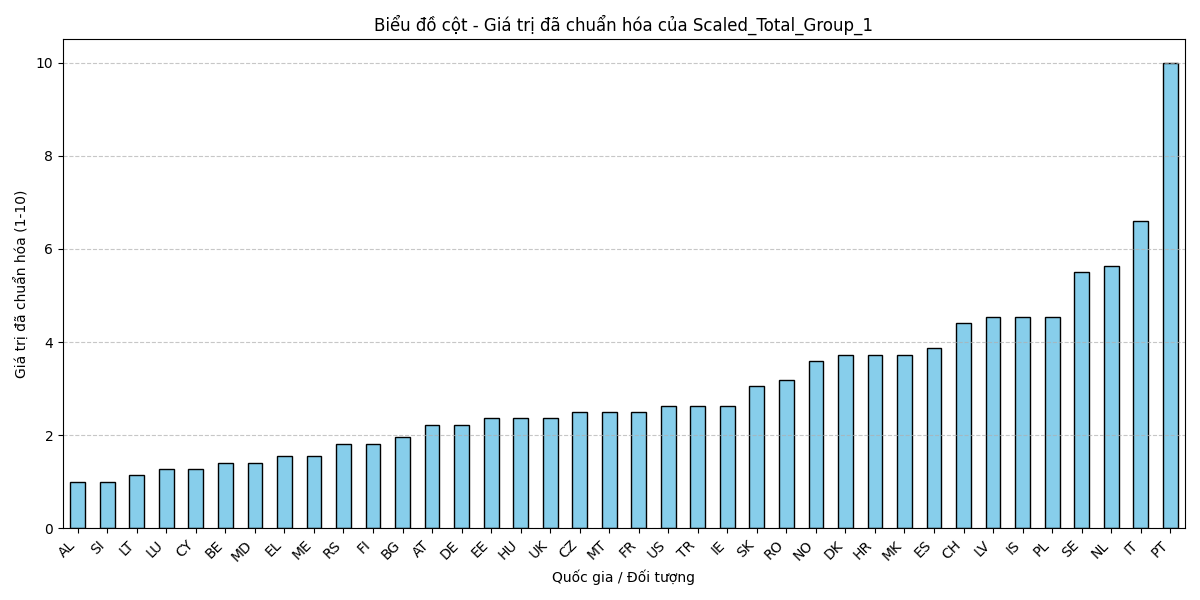 Biểu đồ cột - Giá trị đã chuẩn hóa của Scaled_Total_Group_1
Giá trị đã chuẩn hóa (1-10)
10
8
6
4
2
0
AL SI LT LU CY BE MD EL ME RS FI BG AT DE EE HU UK CZ MT FR US TR IE SK RO NO DK HR MK ES CH LV IS PL SE NL IT PT
Quốc gia / Đối tượng